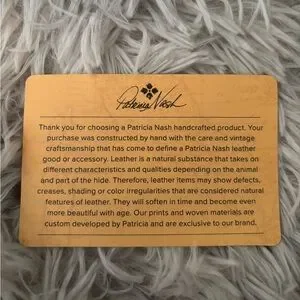 Patricia Nash
Thank you for choosing a Patricia Nash handcrafted product. Your
purchase was constructed by hand with the care and vintage
craftsmanship that has come to define a Patricia Nash leather
good or accessory. Leather is a natural substance that takes on
different characteristics and qualities depending on the animal
and part of the hide. Therefore, leather items may show defects,
creases, shading or color irregularities that are considered natural
features of leather. They will soften in time and become even
more beautiful with age. Our prints and woven materials are
custom developed by Patricia and are exclusive to our brand.